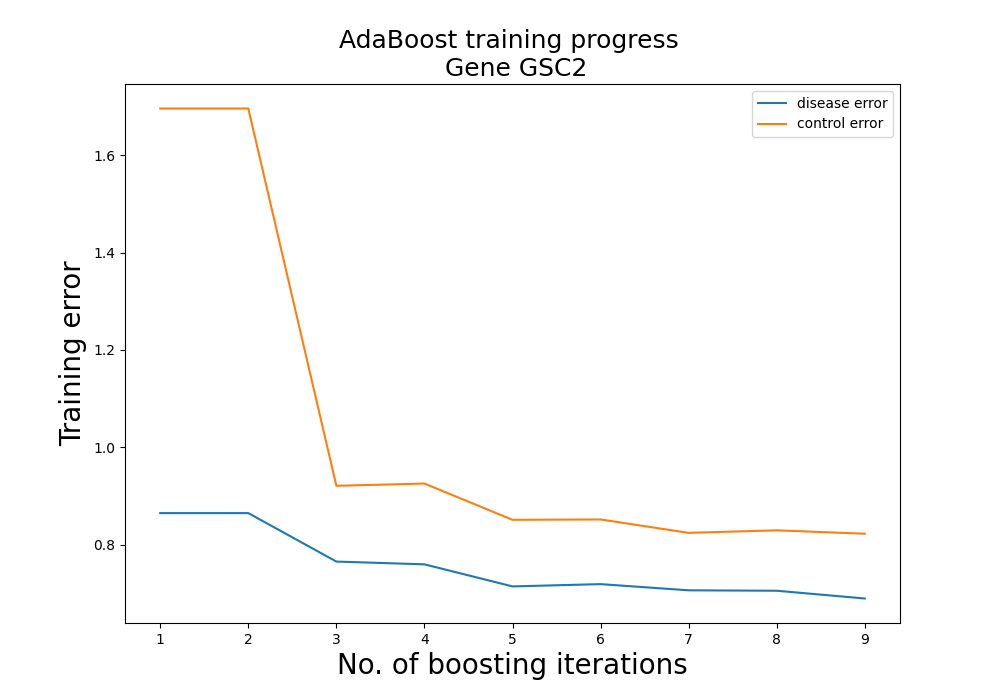 AdaBoost training progress
Gene GSC2
disease error
control error
Training error
1.6
1.4
1.2
1.0
0.8
1 2 3 4 5 6 7 8 9
No. of boosting iterations